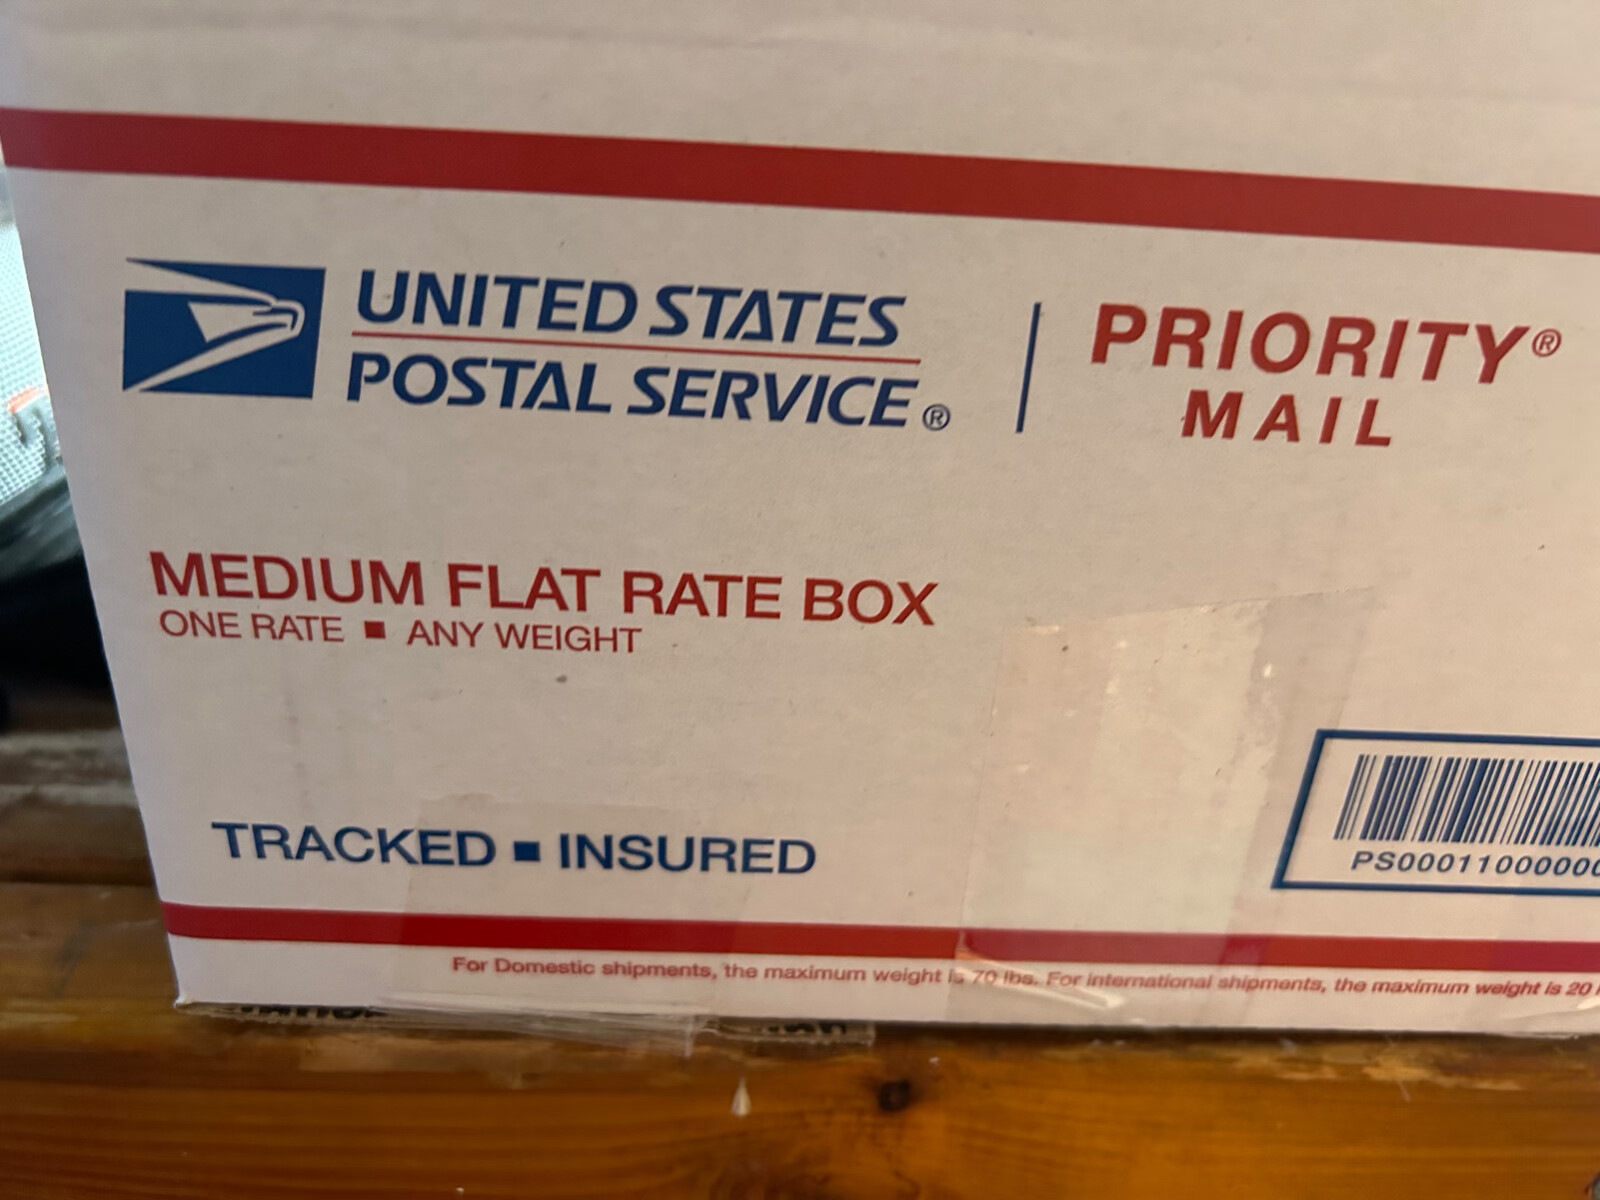 UNITED STATES
POSTAL SERVICE®
PRIORITY®
MAIL
MEDIUM FLAT RATE BOX
ONE RATE ■ ANY WEIGHT
TRACKED ■ INSURED
PS00011000000
For Domestic shipments, the maximum weight is 70 lbs. For international shipments, the maximum weight is 20